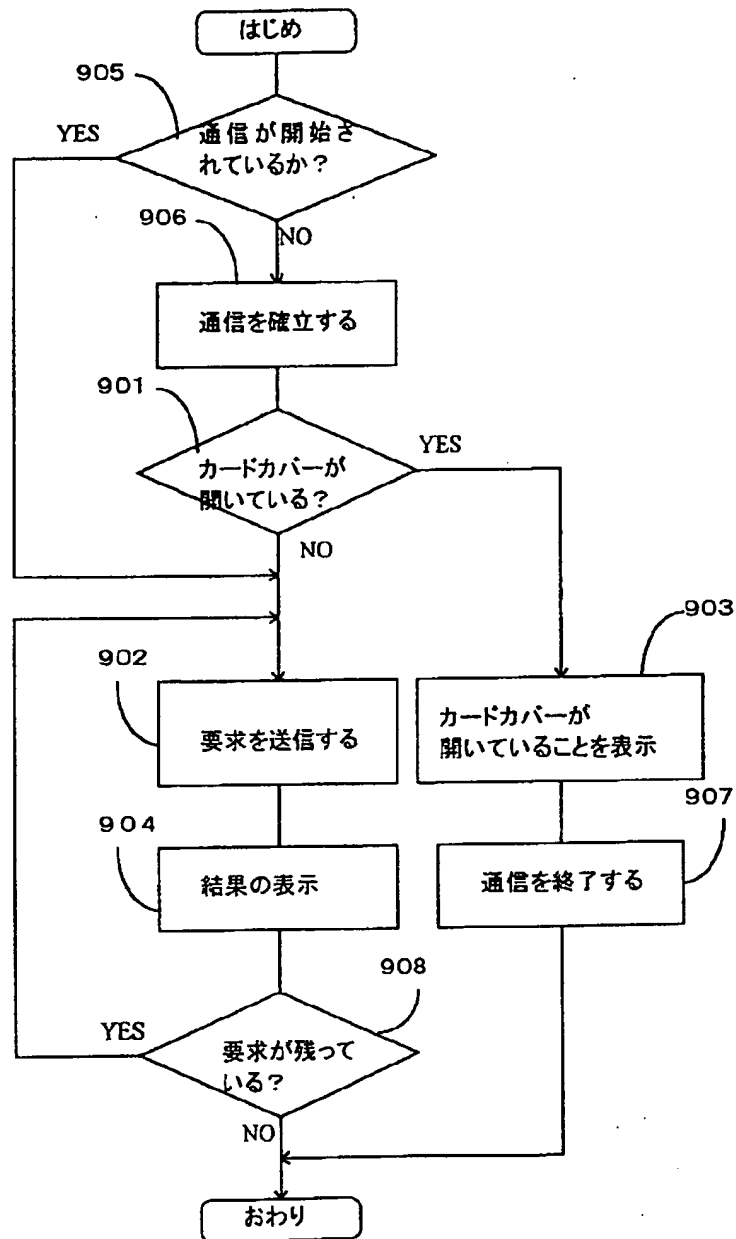 はじめ
905
YES
通信が開始さ
れているか？
906
NO
通信を確立する
901
カードカバーが
開いている？
YES
NO
903
902
要求を送信する
カードカバーが
開いていることを表示
907
904
結果の表示
通信を終了する
908
YES
要求が残って
いる？
NO
おわり